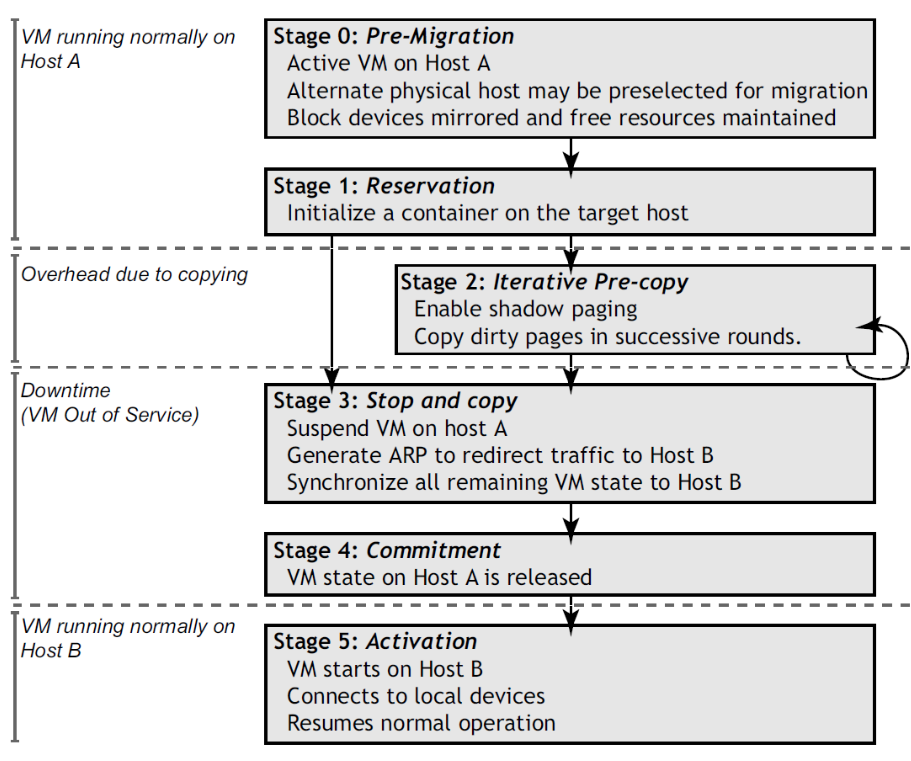 VM running normally on
Host A
Stage 0: Pre-Migration
Active VM on Host A
Alternate physical host may be preselected for migration
Block devices mirrored and free resources maintained
Stage 1: Reservation
Initialize a container on the target host
Overhead due to copying
Stage 2: Iterative Pre-copy
Enable shadow paging
Copy dirty pages in successive rounds.
Downtime
(VM Out of Service)
Stage 3: Stop and copy
Suspend VM on host A
Generate ARP to redirect traffic to Host B
Synchronize all remaining VM state to Host B
Stage 4: Commitment
VM state on Host A is released
VM running normally on
Host B
Stage 5: Activation
VM starts on Host B
Connects to local devices
Resumes normal operation